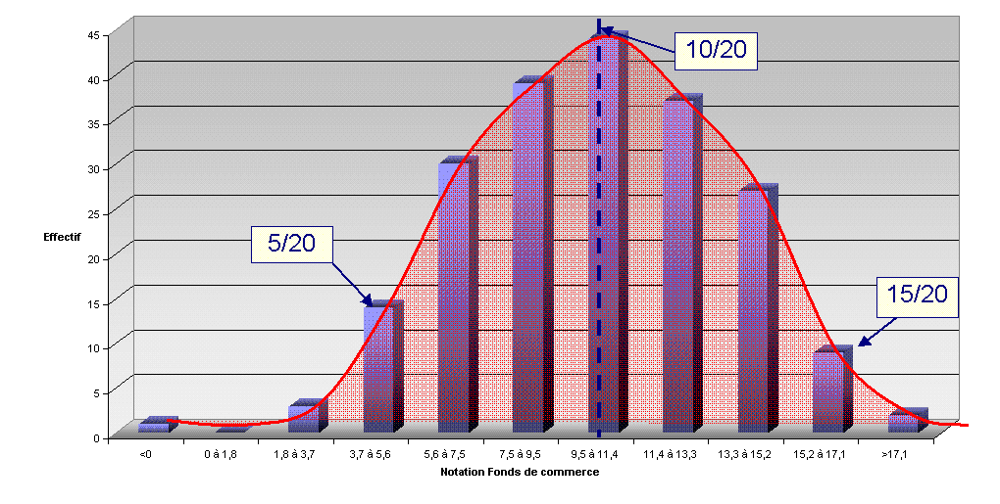 45
40
35
30
25
20
15
10
5
0
Effectif
5/20
10/20
15/20
<0
0 à 1,8
1,8 à 3,7
3,7 à 5,6
5,6 à 7,5
7,5 à 9,5
9,5 à 11,4
11,4 à 13,3
13,3 à 15,2
15,2 à 17,1
>17,1
Notation Fonds de commerce